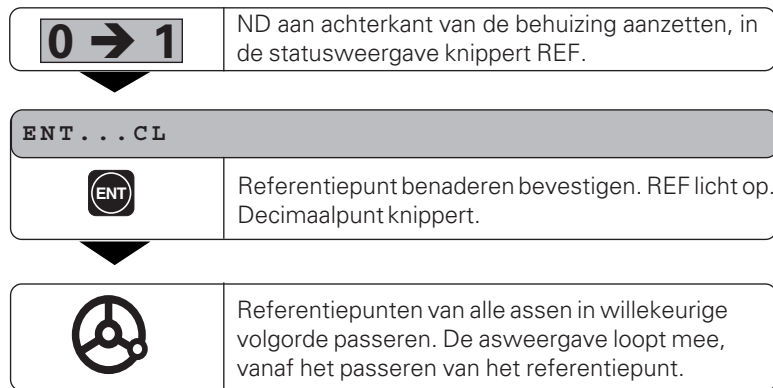 0 → 1
ND aan achterkant van de behuizing aanzetten, in
de statusweergave knippert REF.
ENT...CL
ENT
Referentiepunt benaderen bevestigen. REF licht op.
Decimaalpunt knippert.
Referentiepunten van alle assen in willekeurige
volgorde passeren. De asweergave loopt mee,
vanaf het passeren van het referentiepunt.